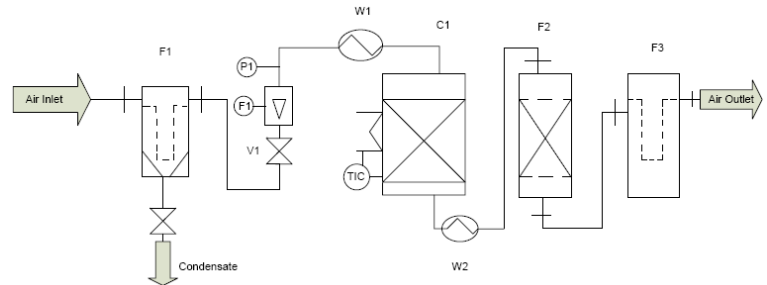 W1
C1
F1
F2
F3
P1
Air Inlet
F1
Air Outlet
V1
TIC
Condensate
W2